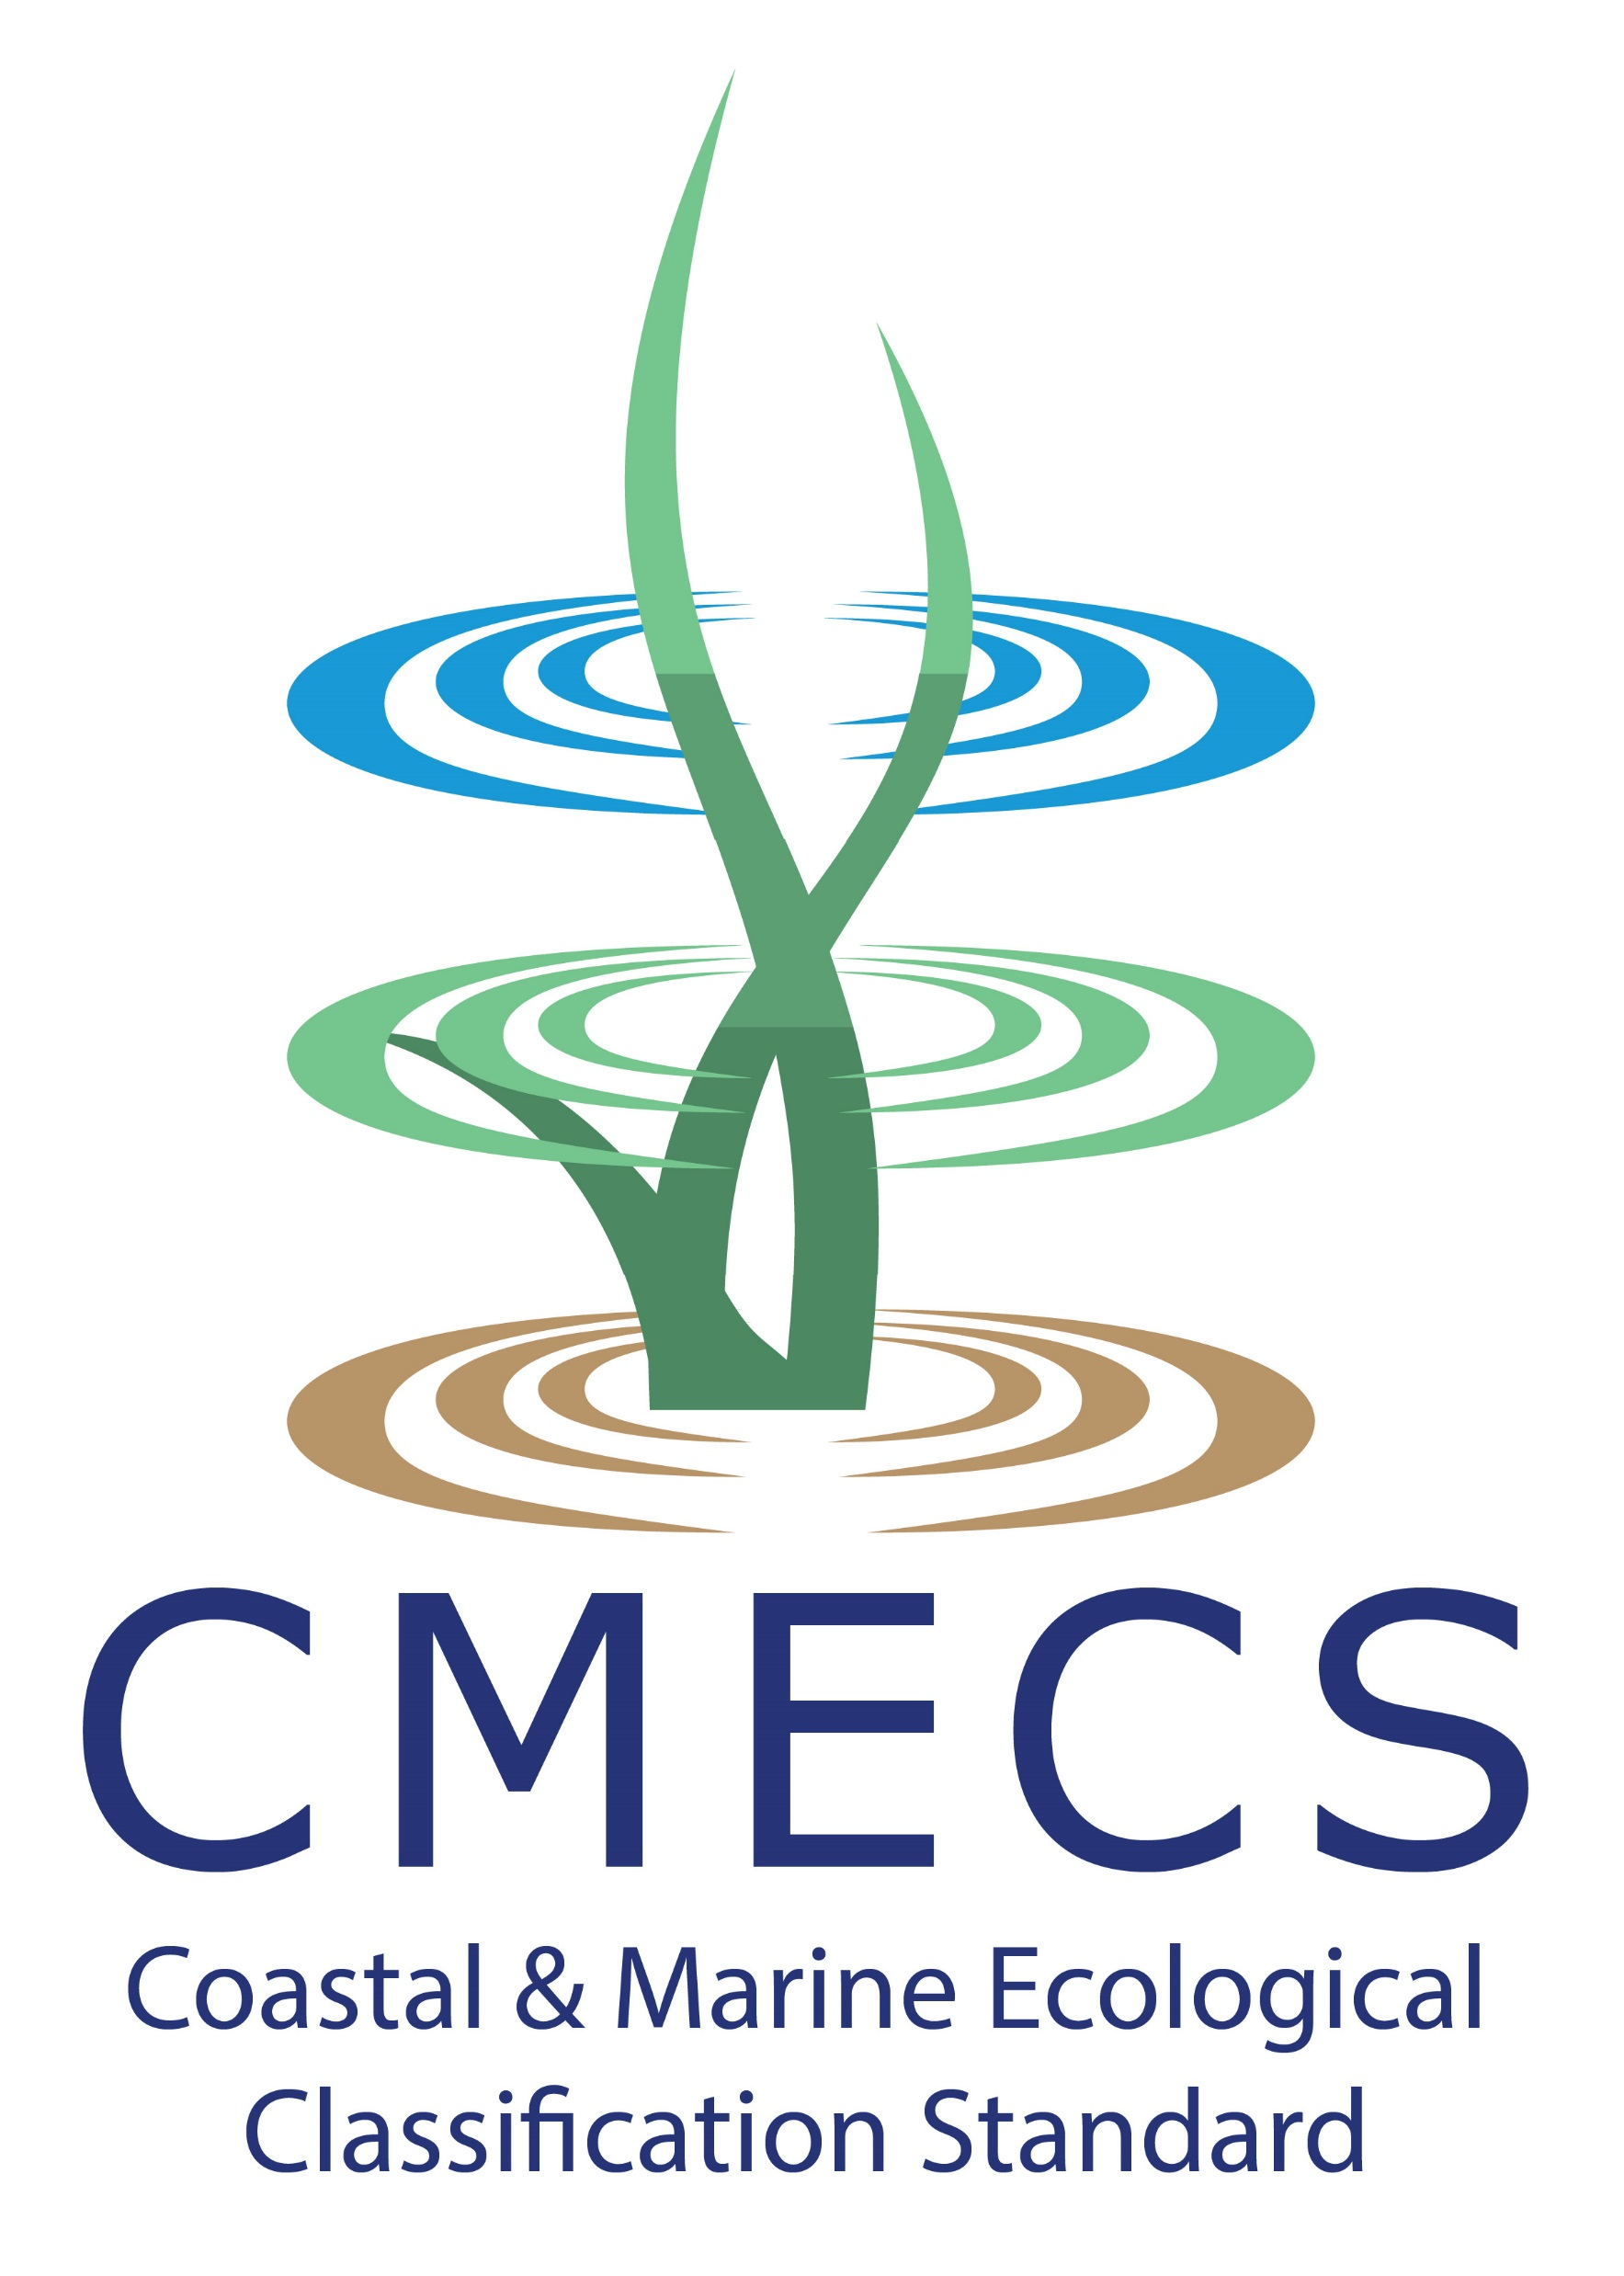 CMECS
Coastal & Marine Ecological
Classification Standard